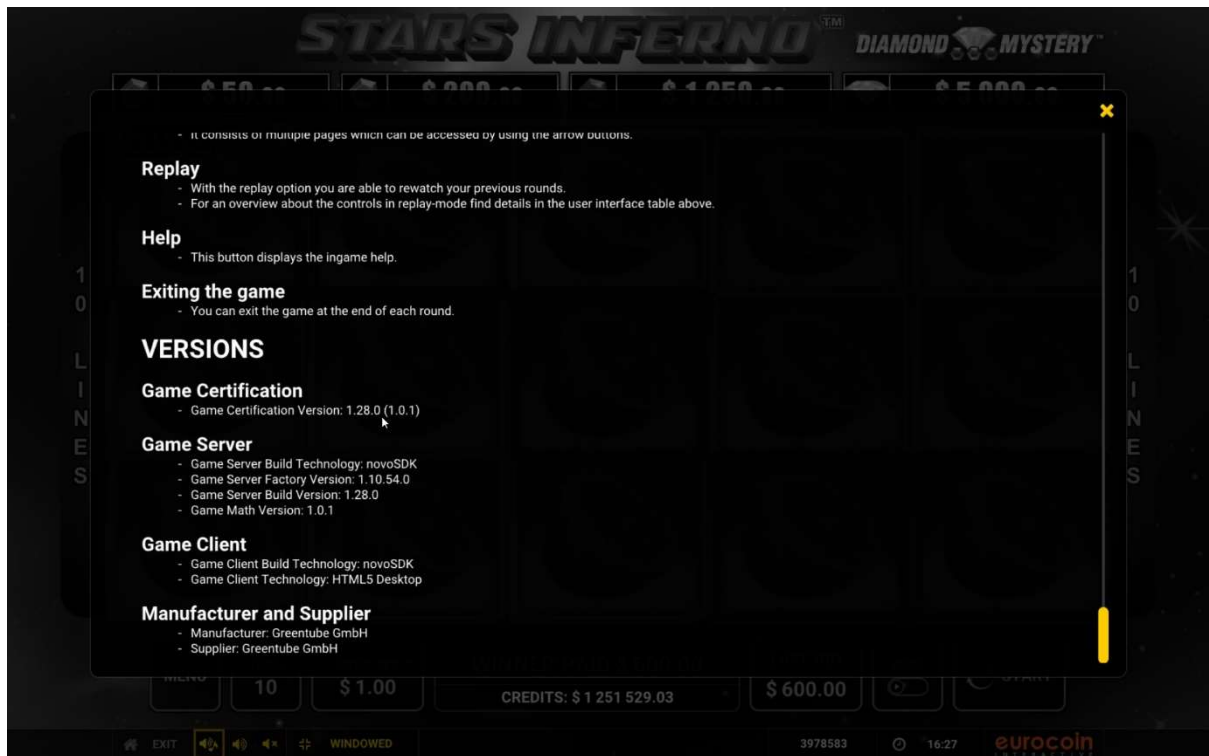 STARS INFERNO™
DIAMOND MYSTERY™
- It consists of multiple pages which can be accessed by using the arrow buttons.
Replay
- With the replay option you are able to rewatch your previous rounds.
- For an overview about the controls in replay-mode find details in the user interface table above.
Help
- This button displays the ingame help.
Exiting the game
- You can exit the game at the end of each round.
VERSIONS
Game Certification
- Game Certification Version: 1.28.0 (1.0.1)
Game Server
- Game Server Build Technology: novoSDK
- Game Server Factory Version: 1.10.54.0
- Game Server Build Version: 1.28.0
- Game Math Version: 1.0.1
Game Client
- Game Client Build Technology: novoSDK
- Game Client Technology: HTML5 Desktop
Manufacturer and Supplier
- Manufacturer: Greentube GmbH
- Supplier: Greentube GmbH
10 LINES
10 LINES
MENU
10
$ 1.00
CREDITS: $ 1 251 529.03
$ 600.00
START
EXIT
WINDOWED
3978583
16:27
eurocoin
INTERACTIVE